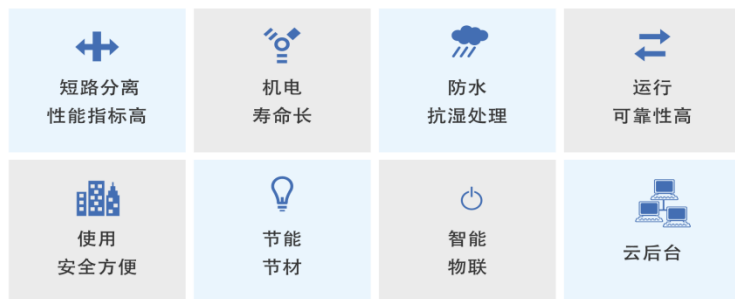 短路分离
性能指标高
机电
寿命长
防水
抗湿处理
运行
可靠性高
使用
安全方便
节能
节材
智能
物联
云后台